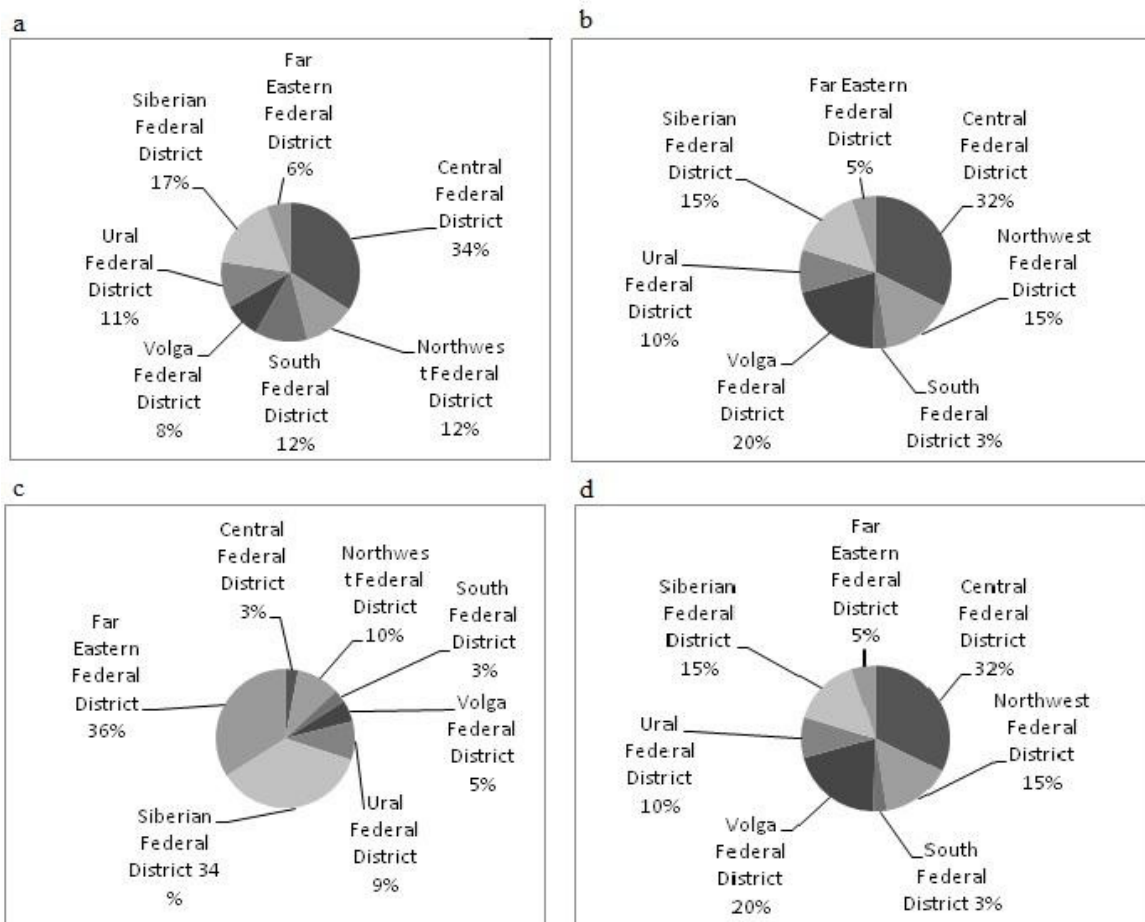 a
Far
Eastern
Federal
District
6%
Siberian
Federal
District
17%
Central
Federal
District
34%
Ural
Federal
District
11%
Volga
Federal
District
8%
South
Federal
District
12%
Northwes
t Federal
District
12%
b
Far Eastern
Federal
District
5%
Siberian
Federal
District
15%
Central
Federal
District
32%
Ural
Federal
District
10%
Northwest
Federal
District
15%
Volga
Federal
District
20%
South
Federal
District 3%
c
Central
Federal
District
3%
Northwes
t Federal
District
10%
South
Federal
District
3%
Far
Eastern
Federal
District
36%
Volga
Federal
District
5%
Siberian
Federal
District 34
%
Ural
Federal
District
9%
d
Far
Eastern
Federal
District
5%
Siberian
Federal
District
15%
Central
Federal
District
32%
Ural
Federal
District
10%
Northwest
Federal
District
15%
Volga
Federal
District
20%
South
Federal
District 3%